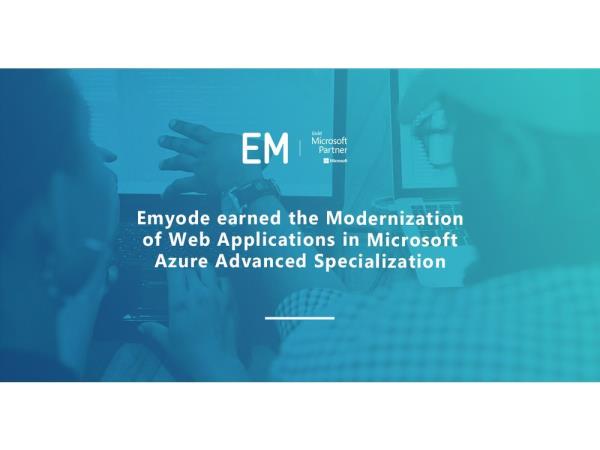 EM
Gold
Microsoft
Partner
Microsoft
Emyode earned the Modernization
of Web Applications in Microsoft
Azure Advanced Specialization